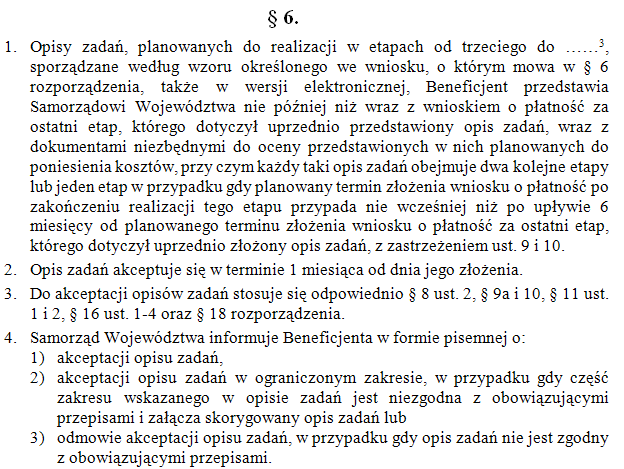 § 6.
1. Opisy zadań, planowanych do realizacji w etapach od trzeciego do ……³,
sporządzane według wzoru określonego we wniosku, o którym mowa w § 6
rozporządzenia, także w wersji elektronicznej, Beneficjent przedstawia
Samorządowi Województwa nie później niż wraz z wnioskiem o płatność za
ostatni etap, którego dotyczył uprzednio przedstawiony opis zadań, wraz z
dokumentami niezbędnymi do oceny przedstawionych w nich planowanych do
poniesienia kosztów, przy czym każdy taki opis zadań obejmuje dwa kolejne etapy
lub jeden etap w przypadku gdy planowany termin złożenia wniosku o płatność po
zakończeniu realizacji tego etapu przypada nie wcześniej niż po upływie 6
miesięcy od planowanego terminu złożenia wniosku o płatność za ostatni etap,
którego dotyczył uprzednio złożony opis zadań, z zastrzeżeniem ust. 9 i 10.
2. Opis zadań akceptuje się w terminie 1 miesiąca od dnia jego złożenia.
3. Do akceptacji opisów zadań stosuje się odpowiednio § 8 ust. 2, § 9a i 10, § 11 ust.
1 i 2, § 16 ust. 1-4 oraz § 18 rozporządzenia.
4. Samorząd Województwa informuje Beneficjenta w formie pisemnej o:
1) akceptacji opisu zadań,
2) akceptacji opisu zadań w ograniczonym zakresie, w przypadku gdy część
zakresu wskazanego w opisie zadań jest niezgodna z obowiązującymi
przepisami i załącza skorygowany opis zadań lub
3) odmowie akceptacji opisu zadań, w przypadku gdy opis zadań nie jest zgodny
z obowiązującymi przepisami.